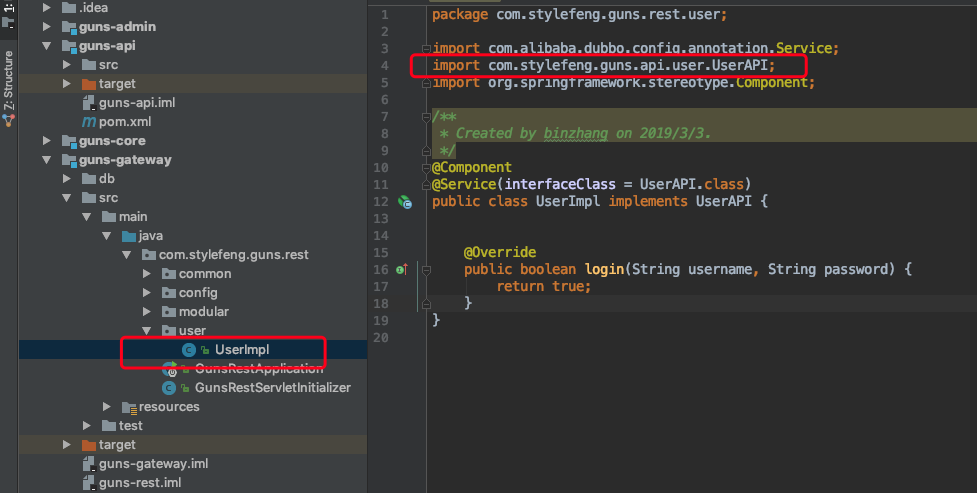 1:
Z: Structure
.idea
guns-admin
guns-api
src
target
guns-api.iml
pom.xml
guns-core
guns-gateway
db
src
main
java
com.stylefeng.guns.rest
common
config
modular
user
UserImpl
GunsRestApplication
GunsRestServletInitializer
resources
test
target
guns-gateway.iml
guns-rest.iml
1 package com.stylefeng.guns.rest.user;
2
3 import com.alibaba.dubbo.config.annotation.Service;
4 import com.stylefeng.guns.api.user.UserAPI;
5 import org.springframework.stereotype.Component;
6
7 /**
8 * Created by binzhang on 2019/3/3.
9 */
10 @Component
11 @Service(interfaceClass = UserAPI.class)
12 public class UserImpl implements UserAPI {
13
14
15 @Override
16 public boolean login(String username, String password) {
17 return true;
18 }
19 }
20